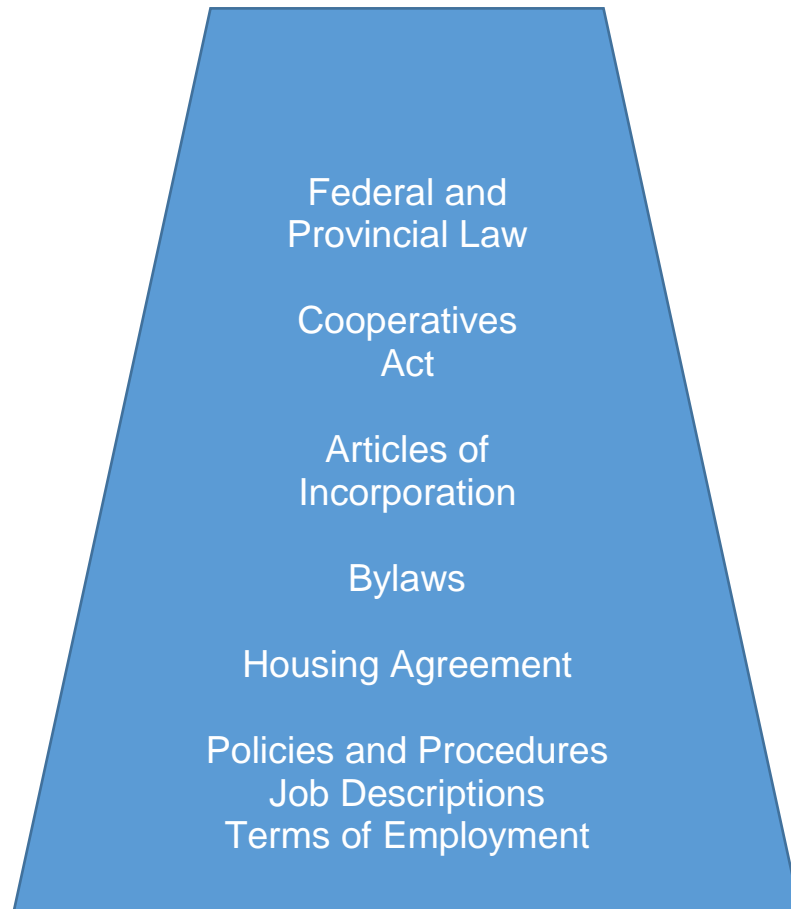 Federal and
Provincial Law
Cooperatives
Act
Articles of
Incorporation
Bylaws
Housing Agreement
Policies and Procedures
Job Descriptions
Terms of Employment